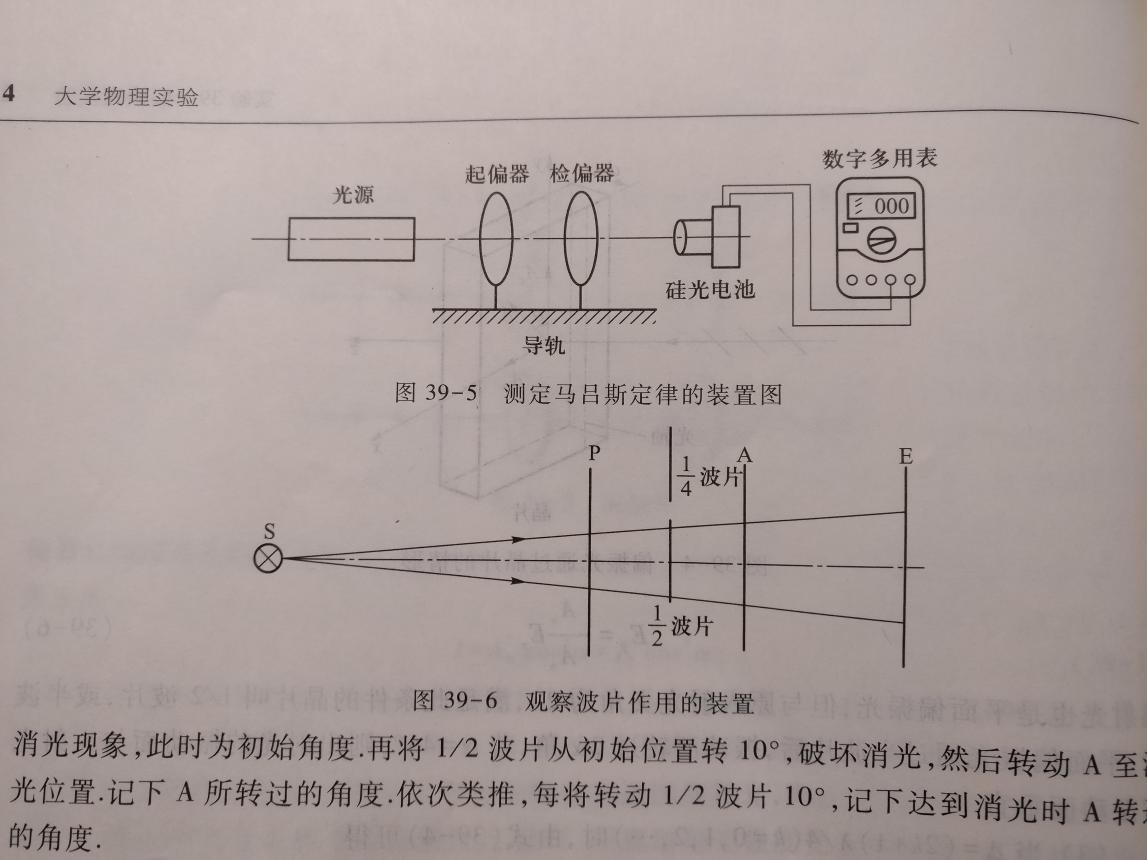 4 大学物理实验
数字多用表
起偏器 检偏器
光源
000
硅光电池
导轨
图 39-5 测定马吕斯定律的装置图
P
1/4 波片
A
E
S
1/2 波片
图 39-6 观察波片作用的装置
消光现象,此时为初始角度.再将 1/2 波片从初始位置转 10°,破坏消光,然后转动 A 至
光位置.记下 A 所转过的角度.依次类推,每将转动 1/2 波片 10°,记下达到消光时 A 转
的角度.